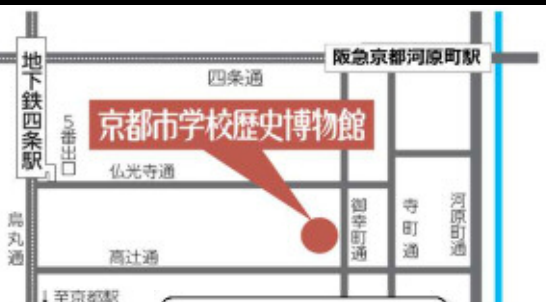 阪急京都河原町駅
地下鉄四条駅
四条通
5番出口
京都市学校歴史博物館
仏光寺通
烏丸通
御幸町通
寺町通
河原町通
高辻通
↓至京都駅